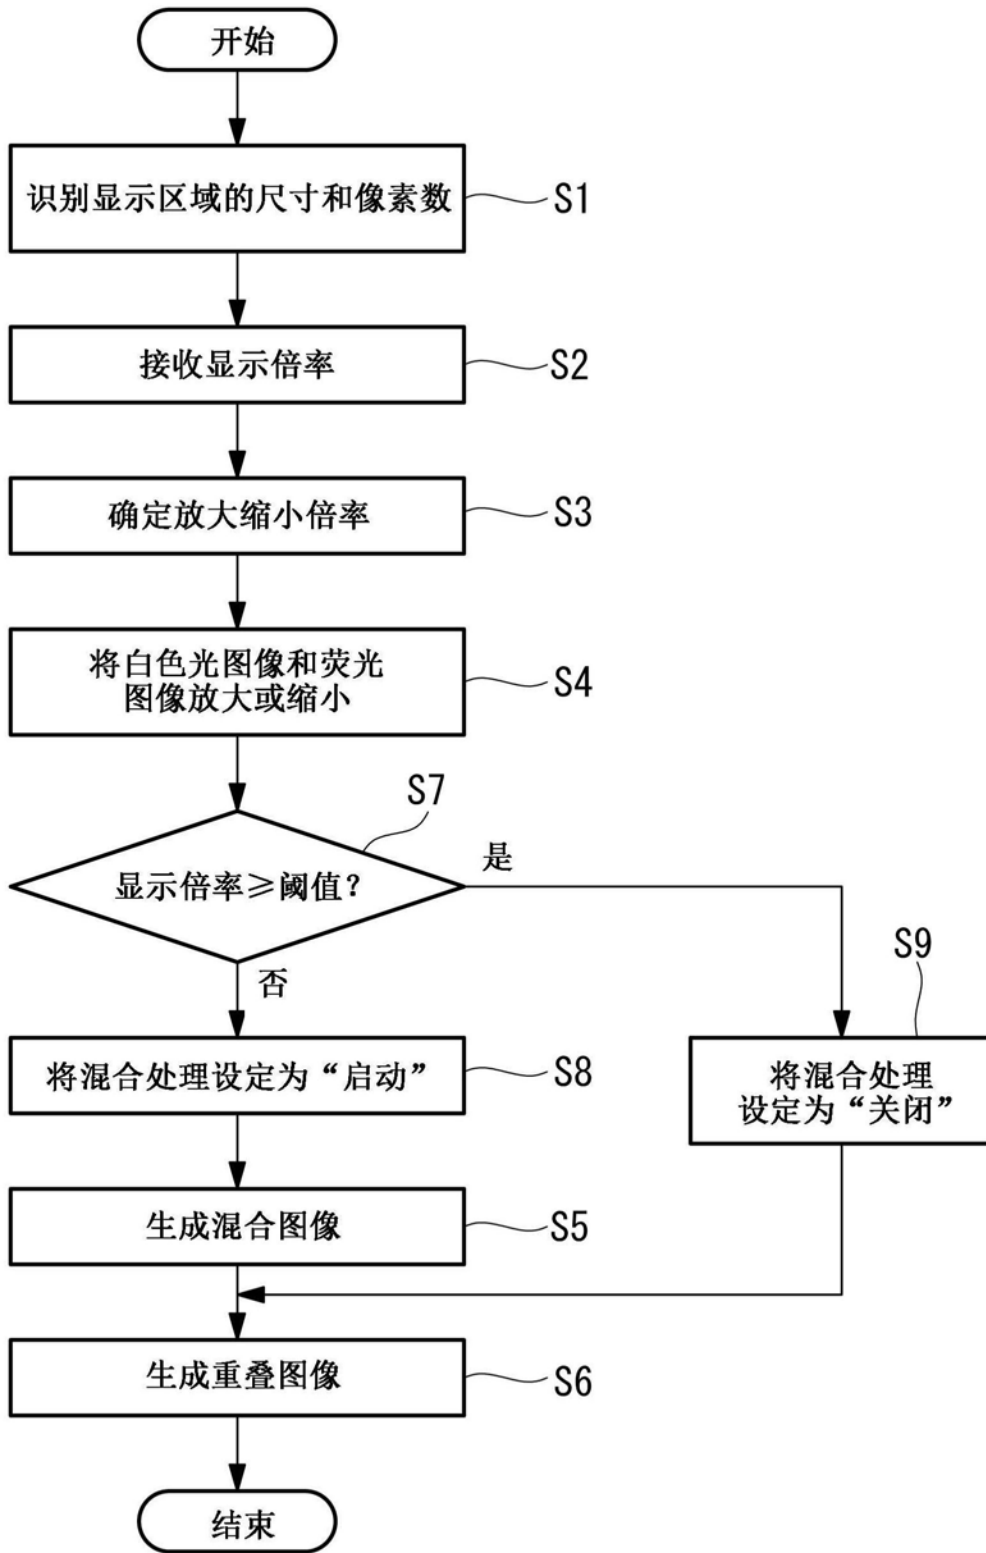 开始
识别显示区域的尺寸和像素数
S1
接收显示倍率
S2
确定放大缩小倍率
S3
将白色光图像和荧光
图像放大或缩小
S4
S7
显示倍率≥阈值？
是
否
S9
将混合处理设定为“启动”
S8
将混合处理
设定为“关闭”
生成混合图像
S5
生成重叠图像
S6
结束